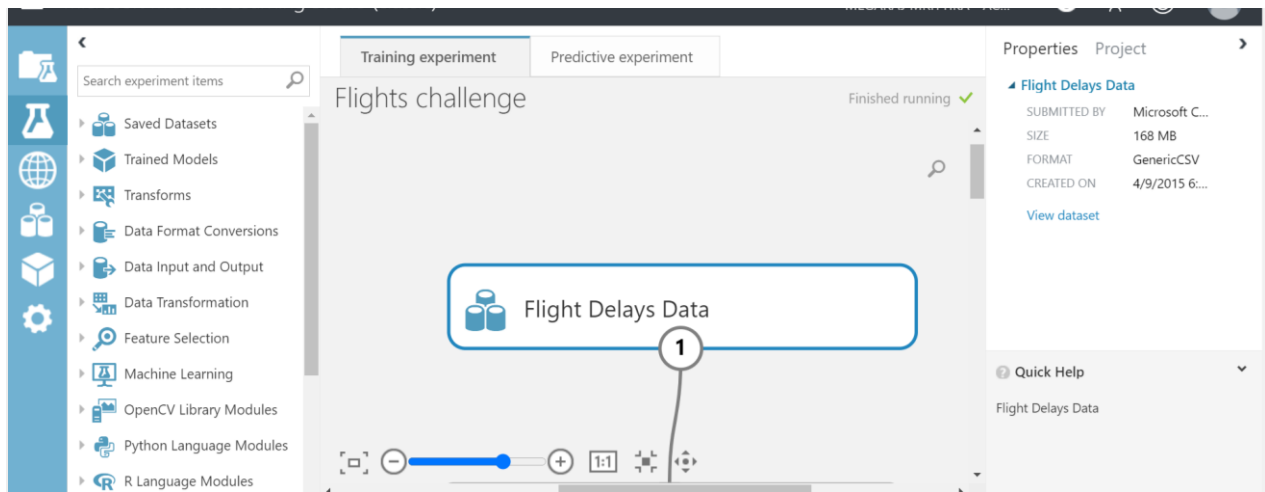 Search experiment items
Saved Datasets
Trained Models
Transforms
Data Format Conversions
Data Input and Output
Data Transformation
Feature Selection
Machine Learning
OpenCV Library Modules
Python Language Modules
R Language Modules
Training experiment
Predictive experiment
Flights challenge
Finished running
Flight Delays Data
1
1:1
Properties Project
Flight Delays Data
SUBMITTED BY Microsoft C...
SIZE 168 MB
FORMAT GenericCSV
CREATED ON 4/9/2015 6:...
View dataset
Quick Help
Flight Delays Data